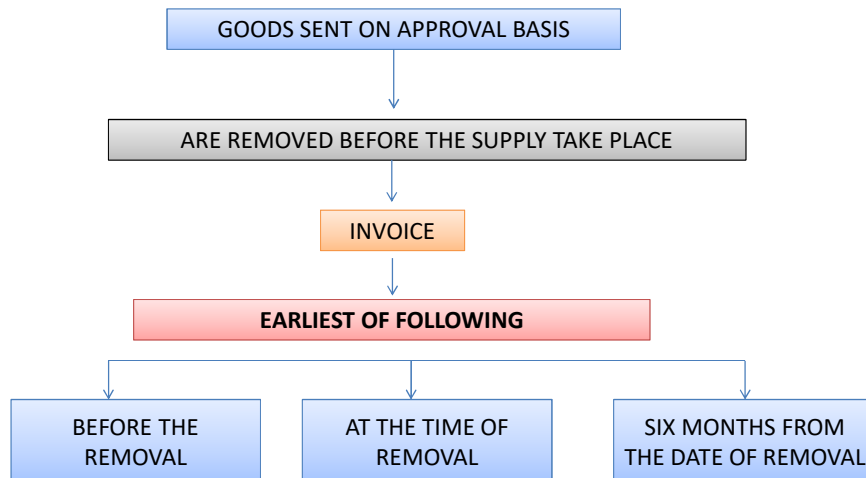 GOODS SENT ON APPROVAL BASIS
ARE REMOVED BEFORE THE SUPPLY TAKE PLACE
INVOICE
EARLIEST OF FOLLOWING
BEFORE THE
REMOVAL
AT THE TIME OF
REMOVAL
SIX MONTHS FROM
THE DATE OF REMOVAL